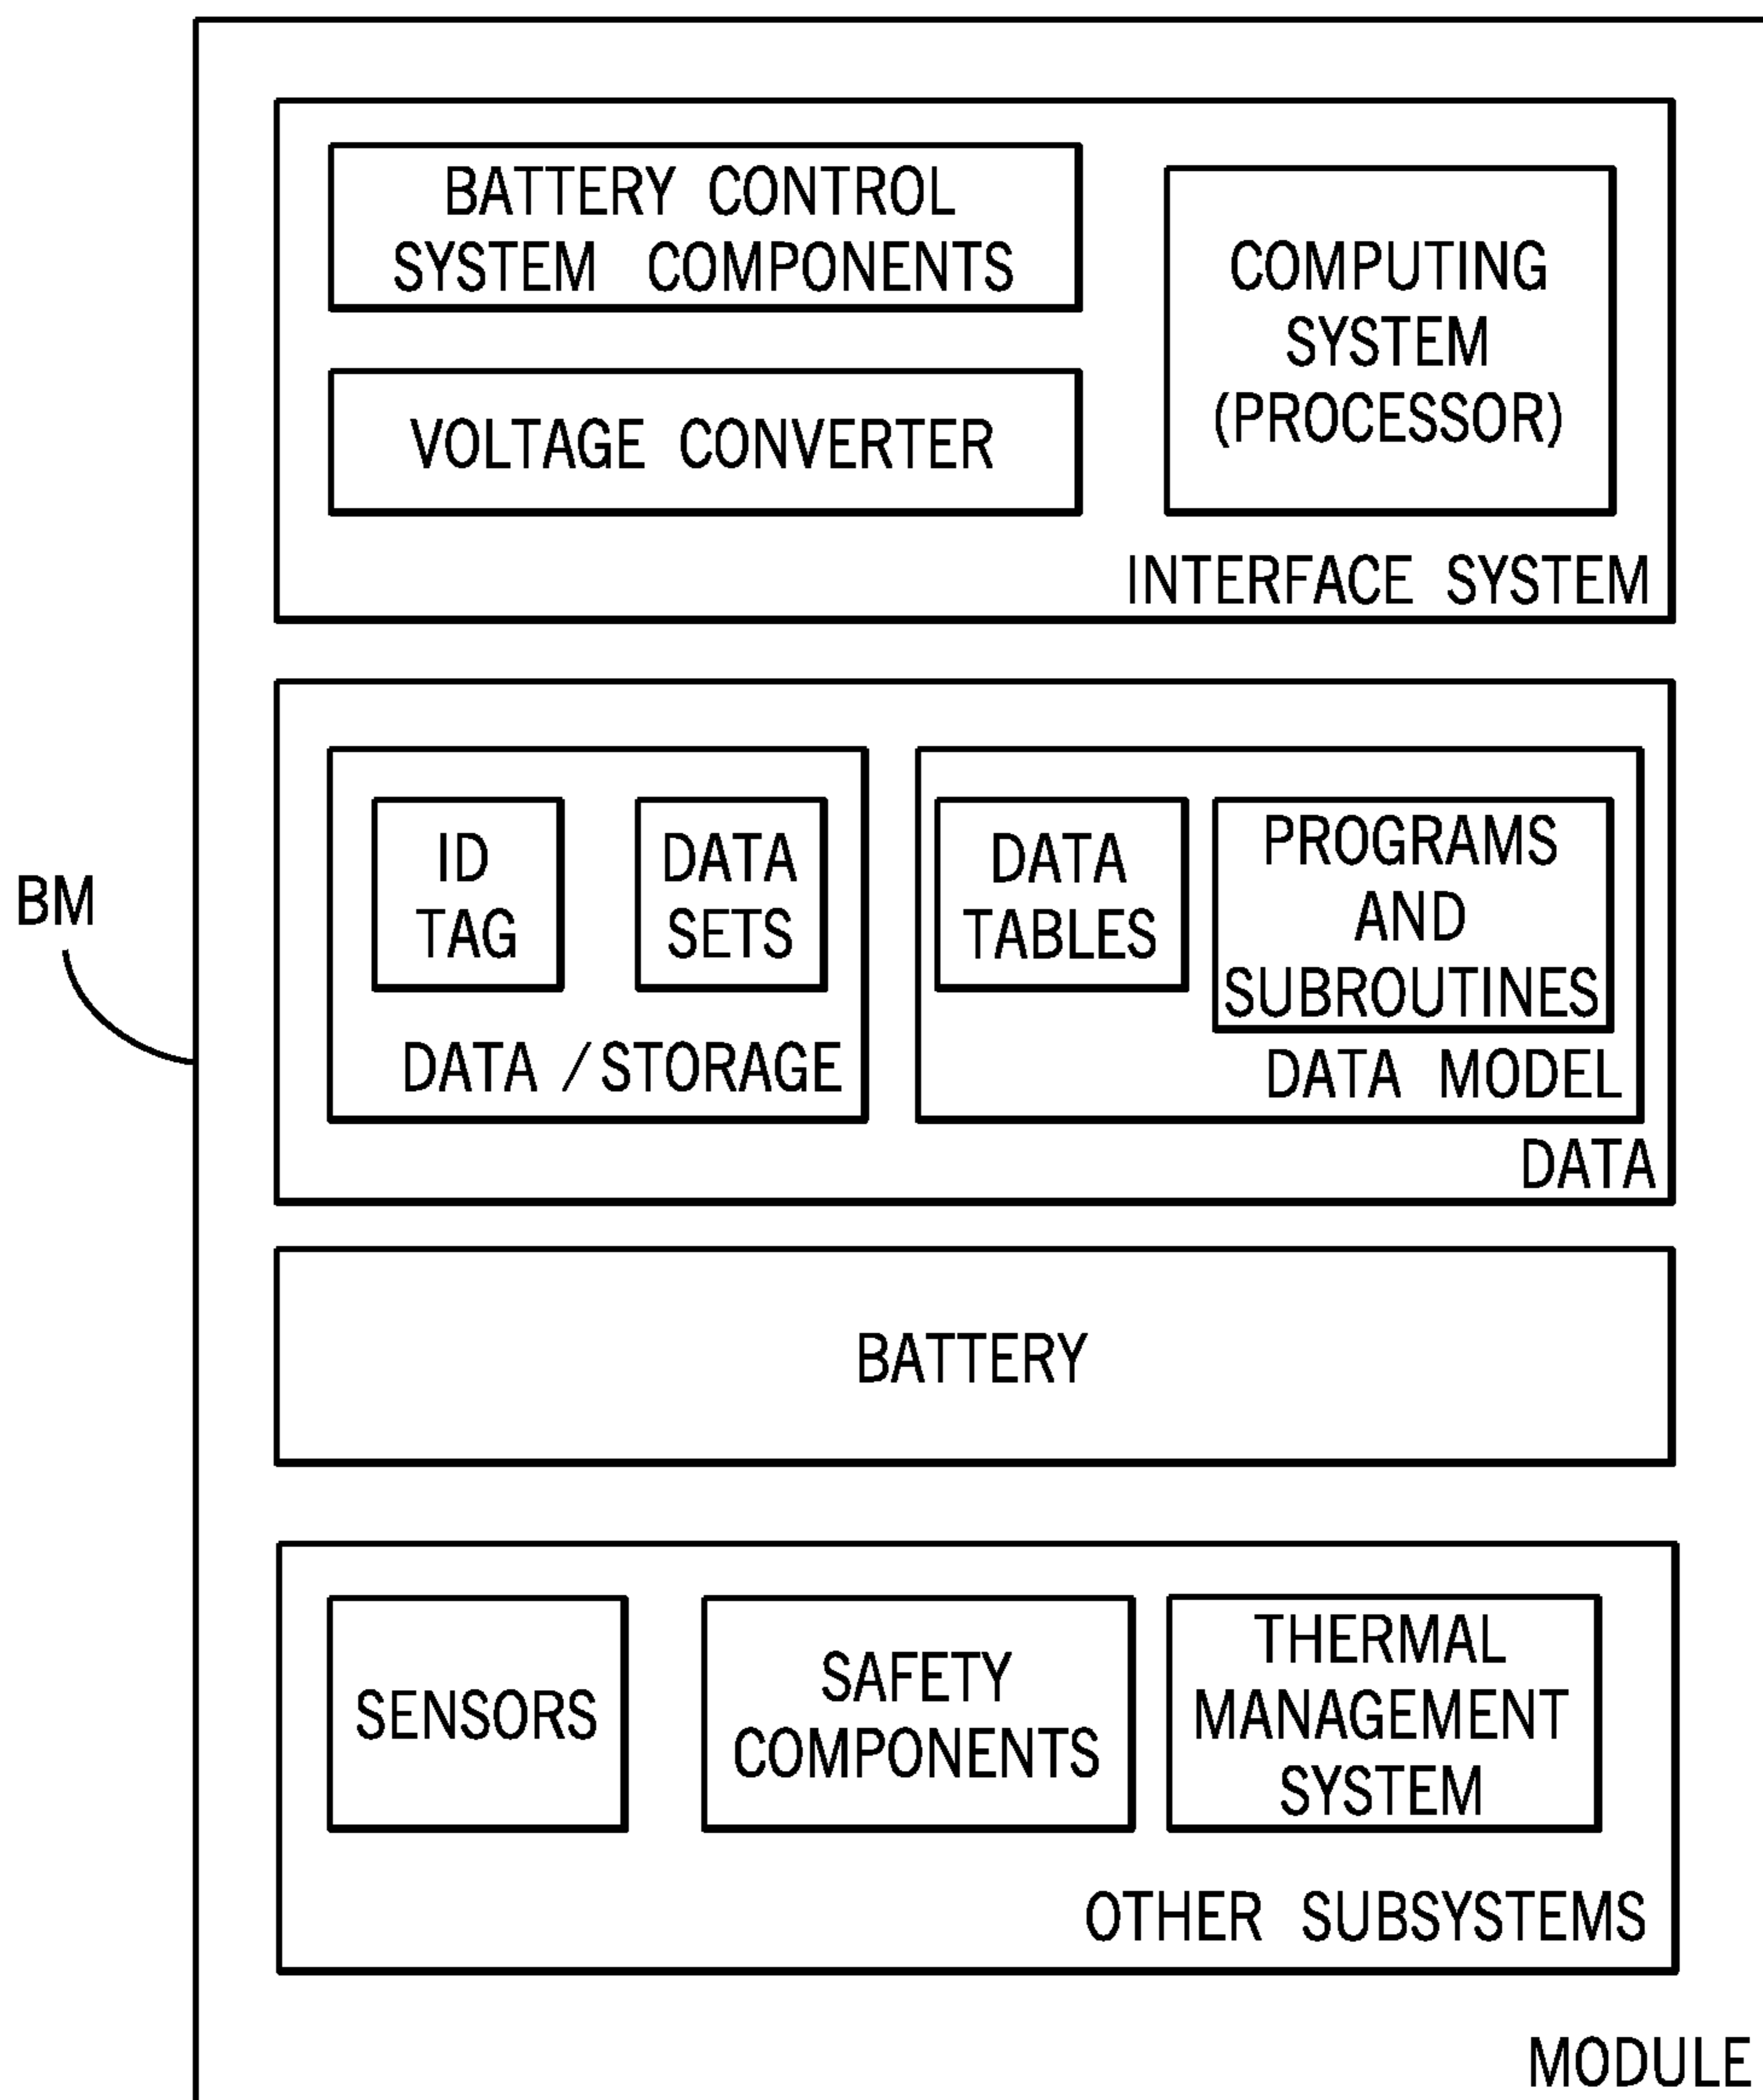 BATTERY CONTROL
SYSTEM COMPONENTS
VOLTAGE CONVERTER
COMPUTING
SYSTEM
(PROCESSOR)
INTERFACE SYSTEM
ID
TAG
DATA
SETS
DATA / STORAGE
DATA
TABLES
PROGRAMS
AND
SUBROUTINES
DATA MODEL
DATA
BM
BATTERY
SENSORS
SAFETY
COMPONENTS
THERMAL
MANAGEMENT
SYSTEM
OTHER SUBSYSTEMS
MODULE